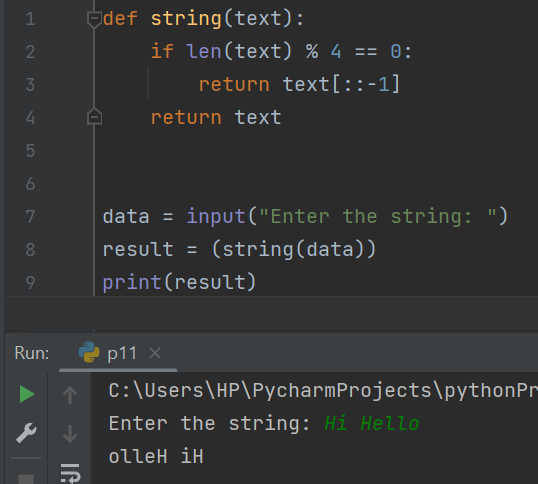 1 def string(text):
2 if len(text) % 4 == 0:
3 return text[::-1]
4 return text
5
6
7 data = input("Enter the string: ")
8 result = (string(data))
9 print(result)
Run: p11 ×
C:\Users\HP\PycharmProjects\pythonPr
Enter the string: Hi Hello
olleH iH